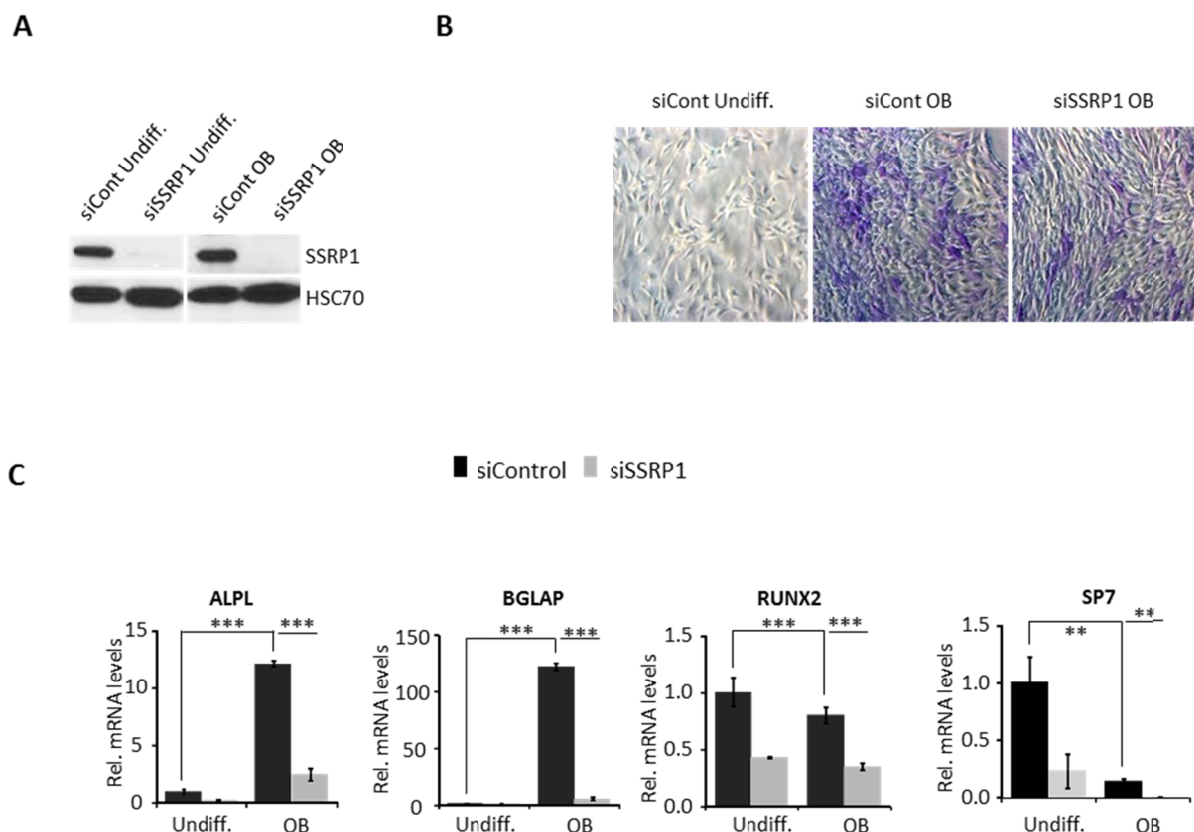 A
B
siCont Undiff.
siSSRP1 Undiff.
siCont OB
siSSRP1 OB
SSRP1
HSC70
siCont Undiff.
siCont OB
siSSRP1 OB
C
siControl
siSSRP1
ALPL
***
***
15
10
5
0
Rel. mRNA levels
Undiff.
OB
BGLAP
***
***
150
100
50
0
Rel. mRNA levels
Undiff.
OB
RUNX2
***
***
1.5
1.0
0.5
0.0
Rel. mRNA levels
Undiff.
OB
SP7
**
**
1.5
1.0
0.5
0.0
Rel. mRNA levels
Undiff.
OB